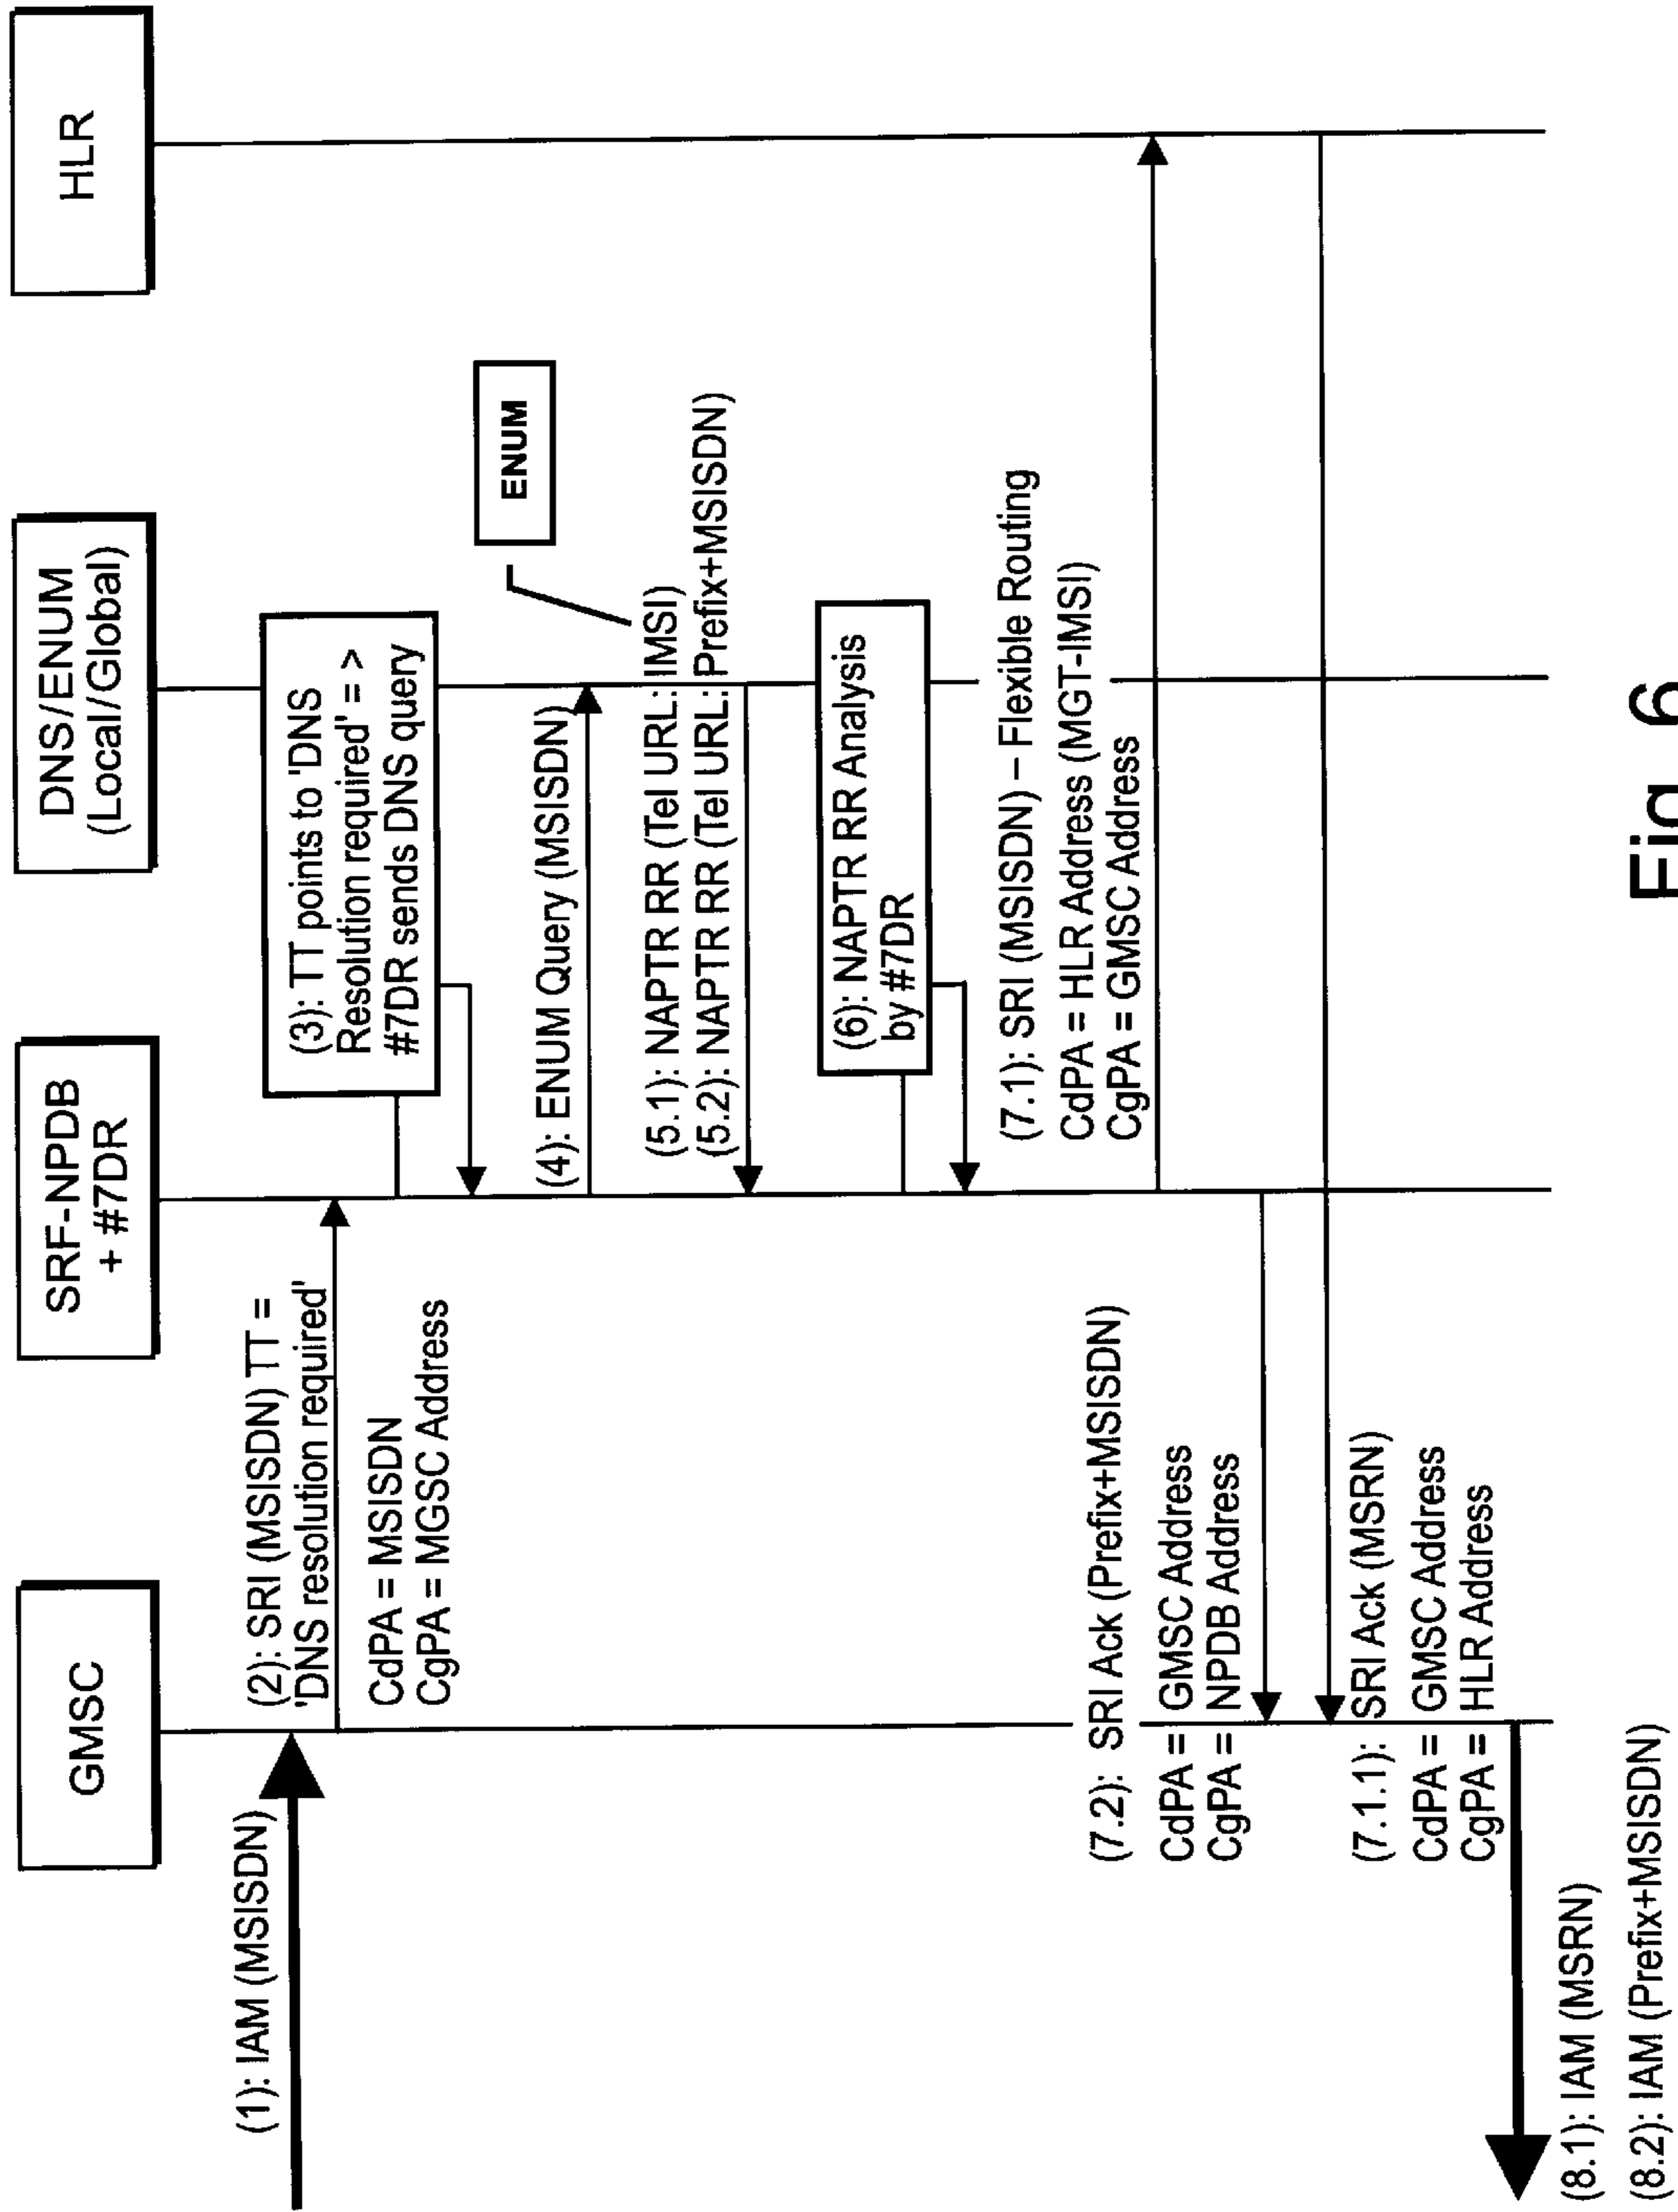 GMSC
SRF-NPDB
+ #7DR
DNS/ENUM
(Local/Global)
HLR
(1): IAM (MSISDN)
(2): SRI (MSISDN) TT =
'DNS resolution required'
CdPA = MSISDN
CgPA = MGSC Address
(3): TT points to 'DNS
Resolution required' = >
#7DR sends DNS query
(4): ENUM Query (MSISDN)
ENUM
(5.1): NAPTR RR (Tel URL: IMSI)
(5.2): NAPTR RR (Tel URL: Prefix+MSISDN)
(6): NAPTR RR Analysis
by #7DR
(7.1): SRI (MSISDN) – Flexible Routing
CdPA = HLR Address (MGT-IMSI)
CgPA = GMSC Address
(7.2): SRI Ack (Prefix+MSISDN)
CdPA = GMSC Address
CgPA = NPDB Address
(7.1.1): SRI Ack (MSRN)
CdPA = GMSC Address
CgPA = HLR Address
(8.1): IAM (MSRN)
(8.2): IAM (Prefix+MSISDN)
Fig. 6